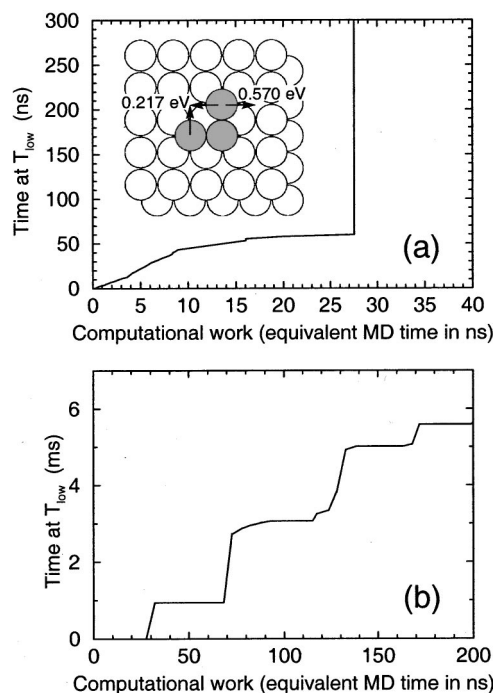 300
250
200
150
100
50
0
Time at T_low (ns)
0.217 eV
0.570 eV
(a)
0 5 10 15 20 25 30 35 40
Computational work (equivalent MD time in ns)
6
4
2
0
Time at T_low (ms)
(b)
0 50 100 150 200
Computational work (equivalent MD time in ns)